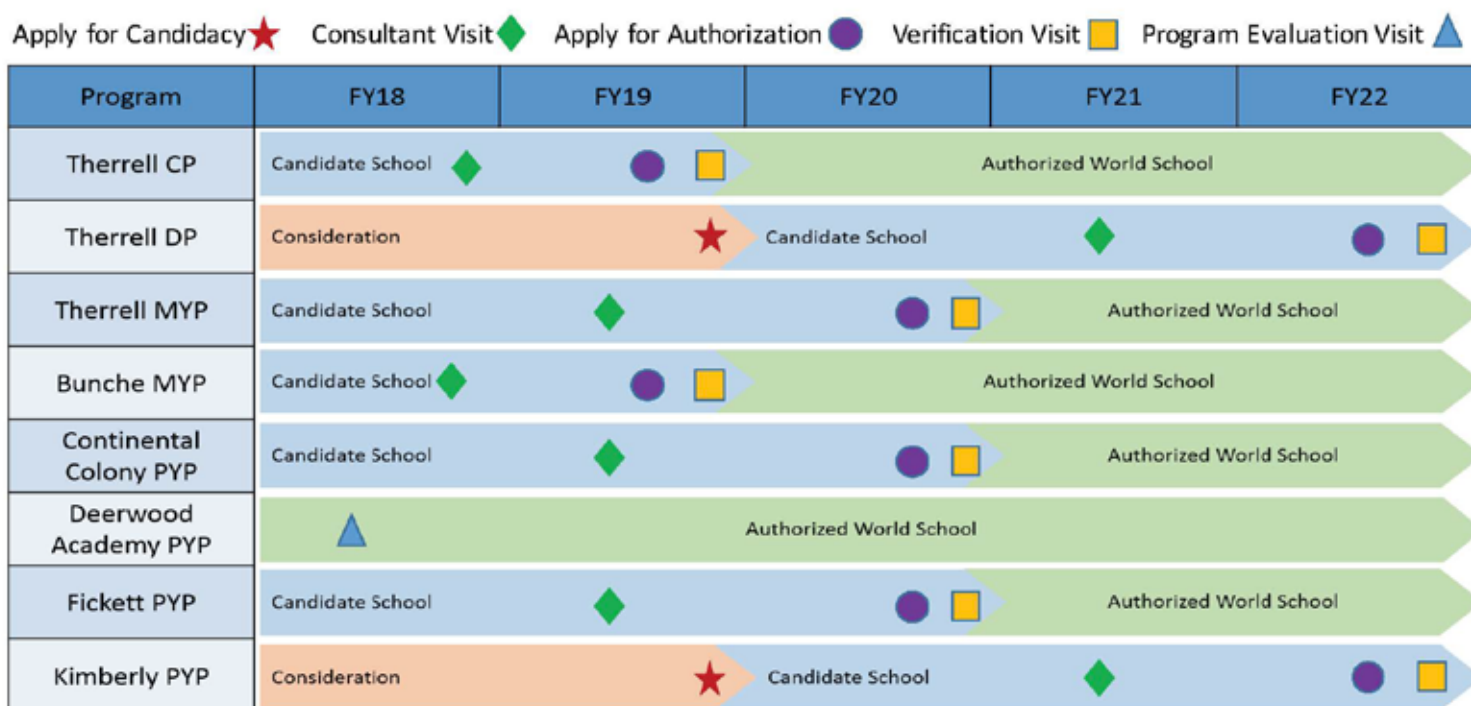 Apply for Candidacy Consultant Visit Apply for Authorization Verification Visit Program Evaluation Visit
Program FY18 FY19 FY20 FY21 FY22
Therrell CP Candidate School Authorized World School
Therrell DP Consideration Candidate School
Therrell MYP Candidate School Authorized World School
Bunche MYP Candidate School Authorized World School
Continental
Colony PYP Candidate School Authorized World School
Deerwood
Academy PYP Authorized World School
Fickett PYP Candidate School Authorized World School
Kimberly PYP Consideration Candidate School